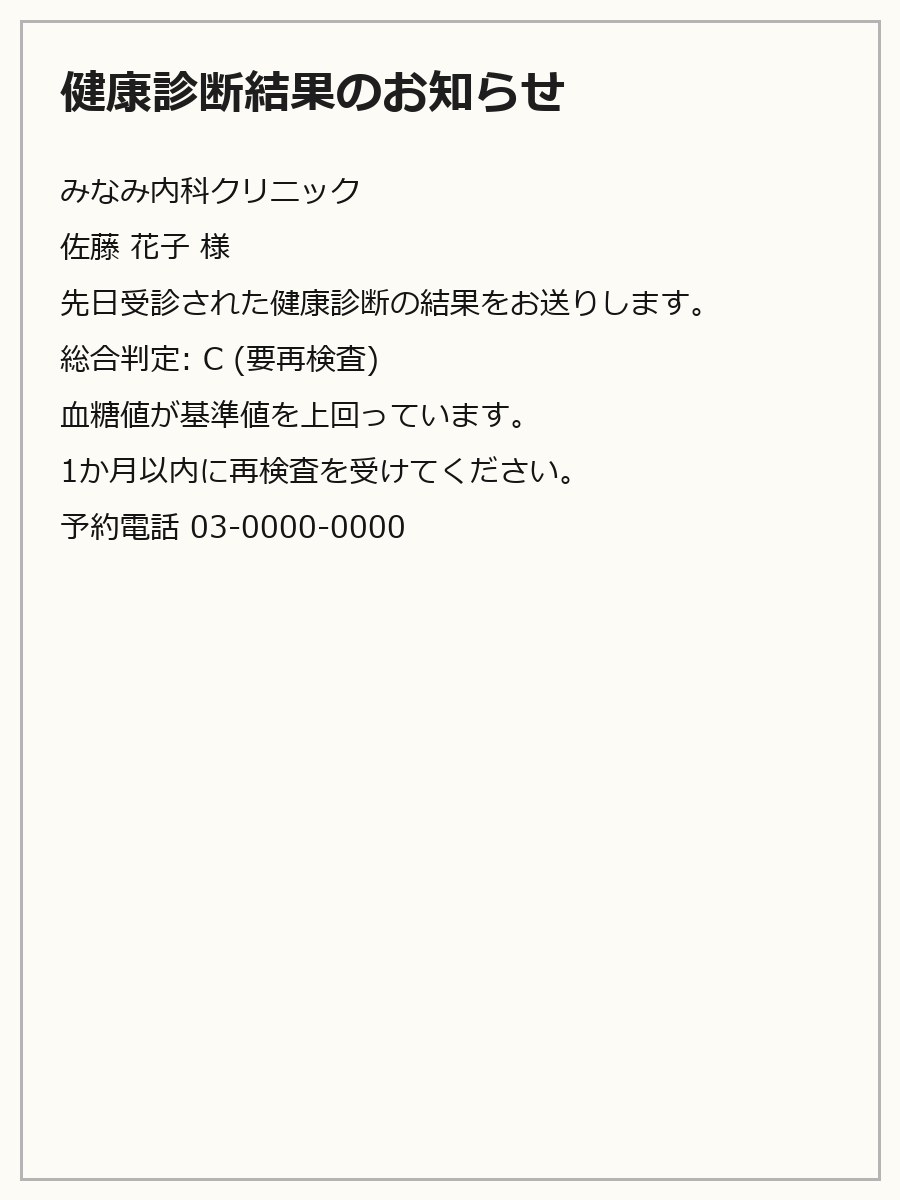 健康診断結果のお知らせ
みなみ内科クリニック
佐藤 花子 様
先日受診された健康診断の結果をお送りします。
総合判定: C (要再検査)
血糖値が基準値を上回っています。
1か月以内に再検査を受けてください。
予約電話 03-0000-0000